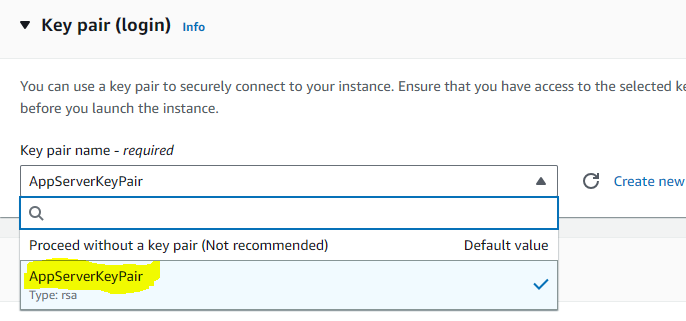 Key pair (login) Info
You can use a key pair to securely connect to your instance. Ensure that you have access to the selected
before you launch the instance.
Key pair name - required
AppServerKeyPair
Create new
Proceed without a key pair (Not recommended) Default value
AppServerKeyPair
Type: rsa